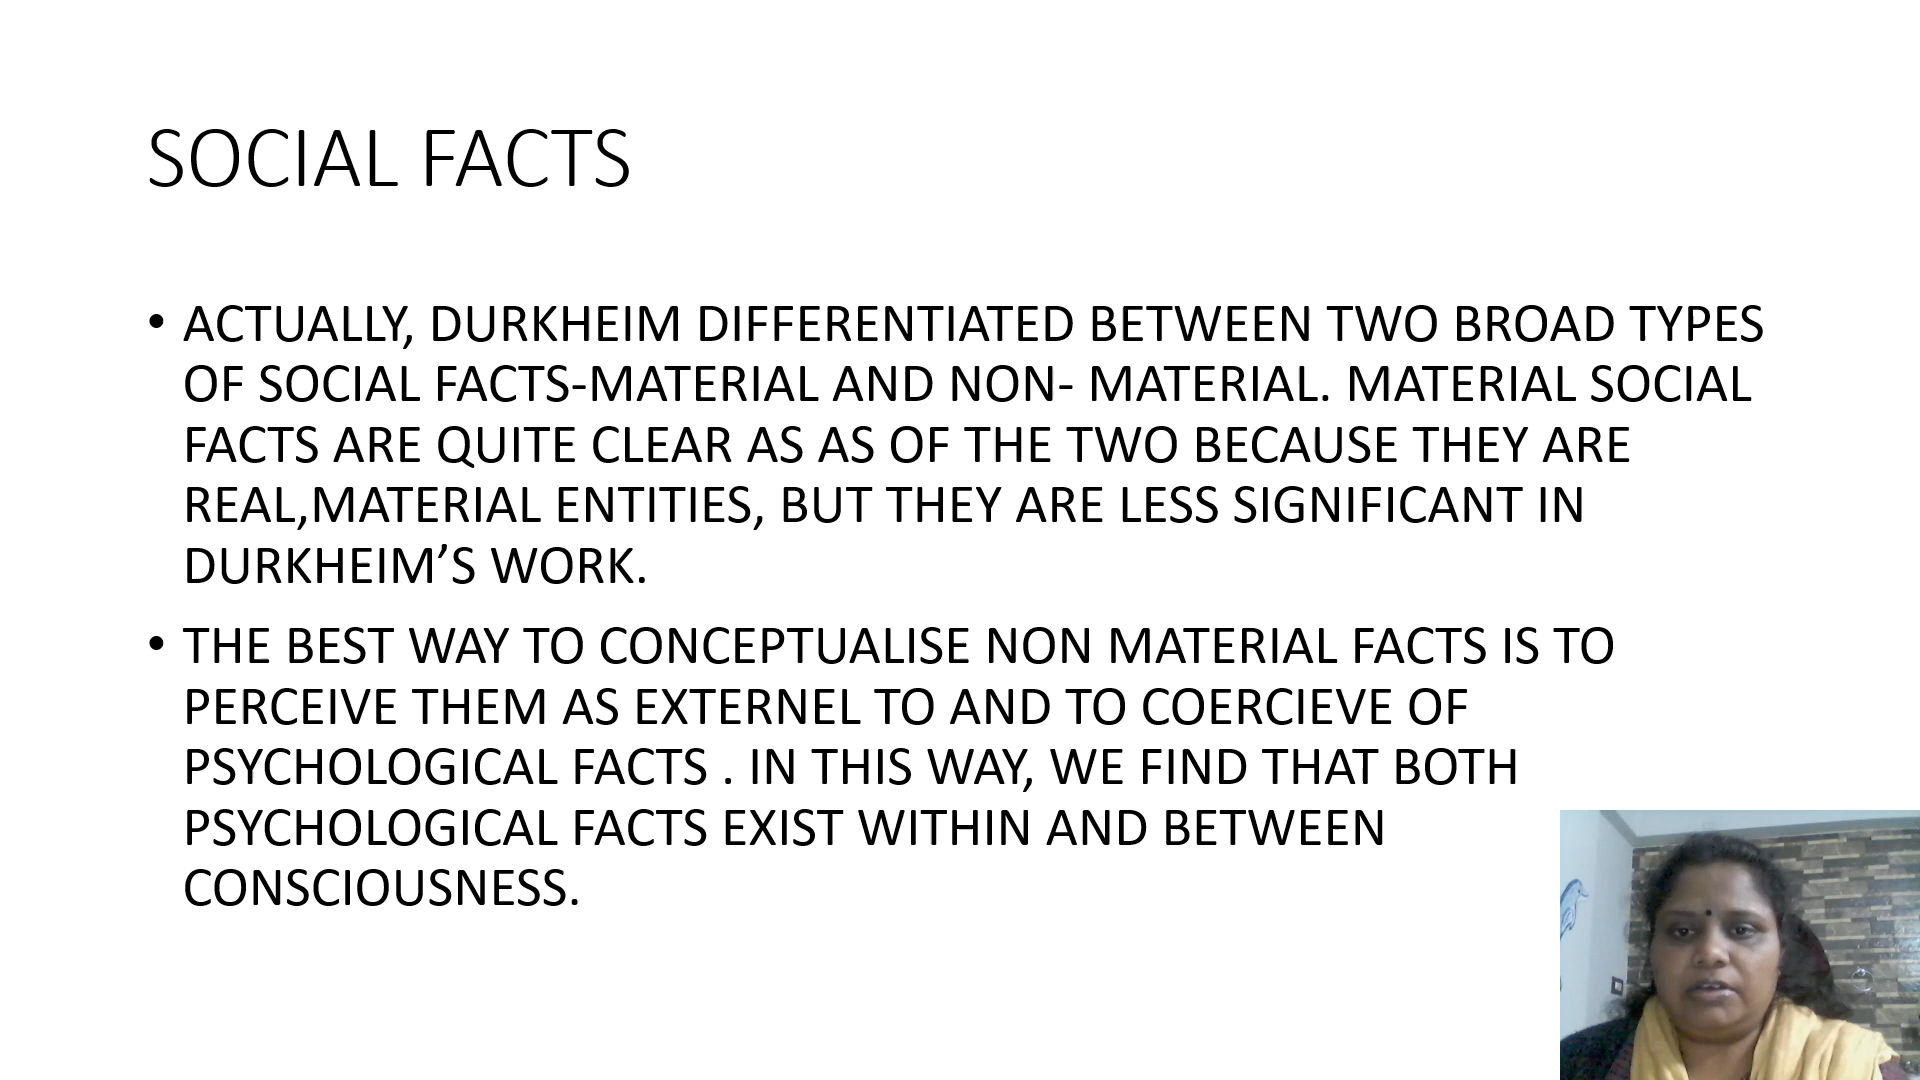 SOCIAL FACTS
• ACTUALLY, DURKHEIM DIFFERENTIATED BETWEEN TWO BROAD TYPES
OF SOCIAL FACTS-MATERIAL AND NON- MATERIAL. MATERIAL SOCIAL
FACTS ARE QUITE CLEAR AS AS OF THE TWO BECAUSE THEY ARE
REAL,MATERIAL ENTITIES, BUT THEY ARE LESS SIGNIFICANT IN
DURKHEIM’S WORK.
• THE BEST WAY TO CONCEPTUALISE NON MATERIAL FACTS IS TO
PERCEIVE THEM AS EXTERNEL TO AND TO COERCIEVE OF
PSYCHOLOGICAL FACTS . IN THIS WAY, WE FIND THAT BOTH
PSYCHOLOGICAL FACTS EXIST WITHIN AND BETWEEN
CONSCIOUSNESS.